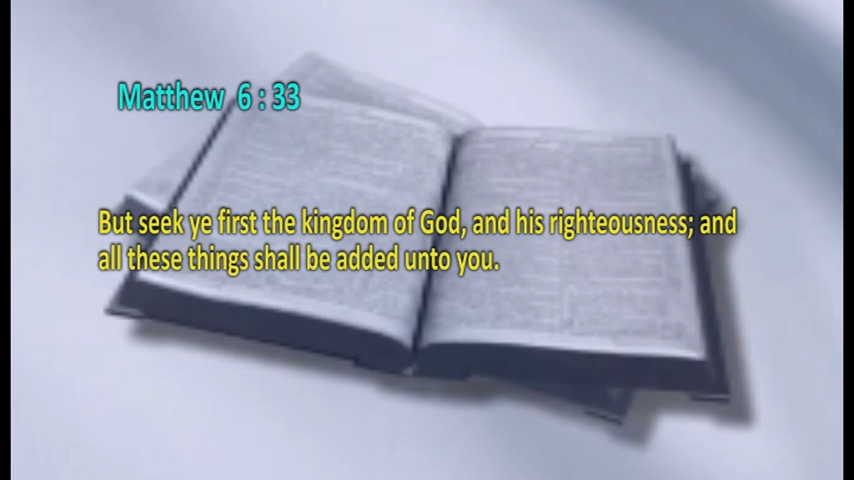 Matthew 6 : 33
But seek ye first the kingdom of God, and his righteousness; and
all these things shall be added unto you.